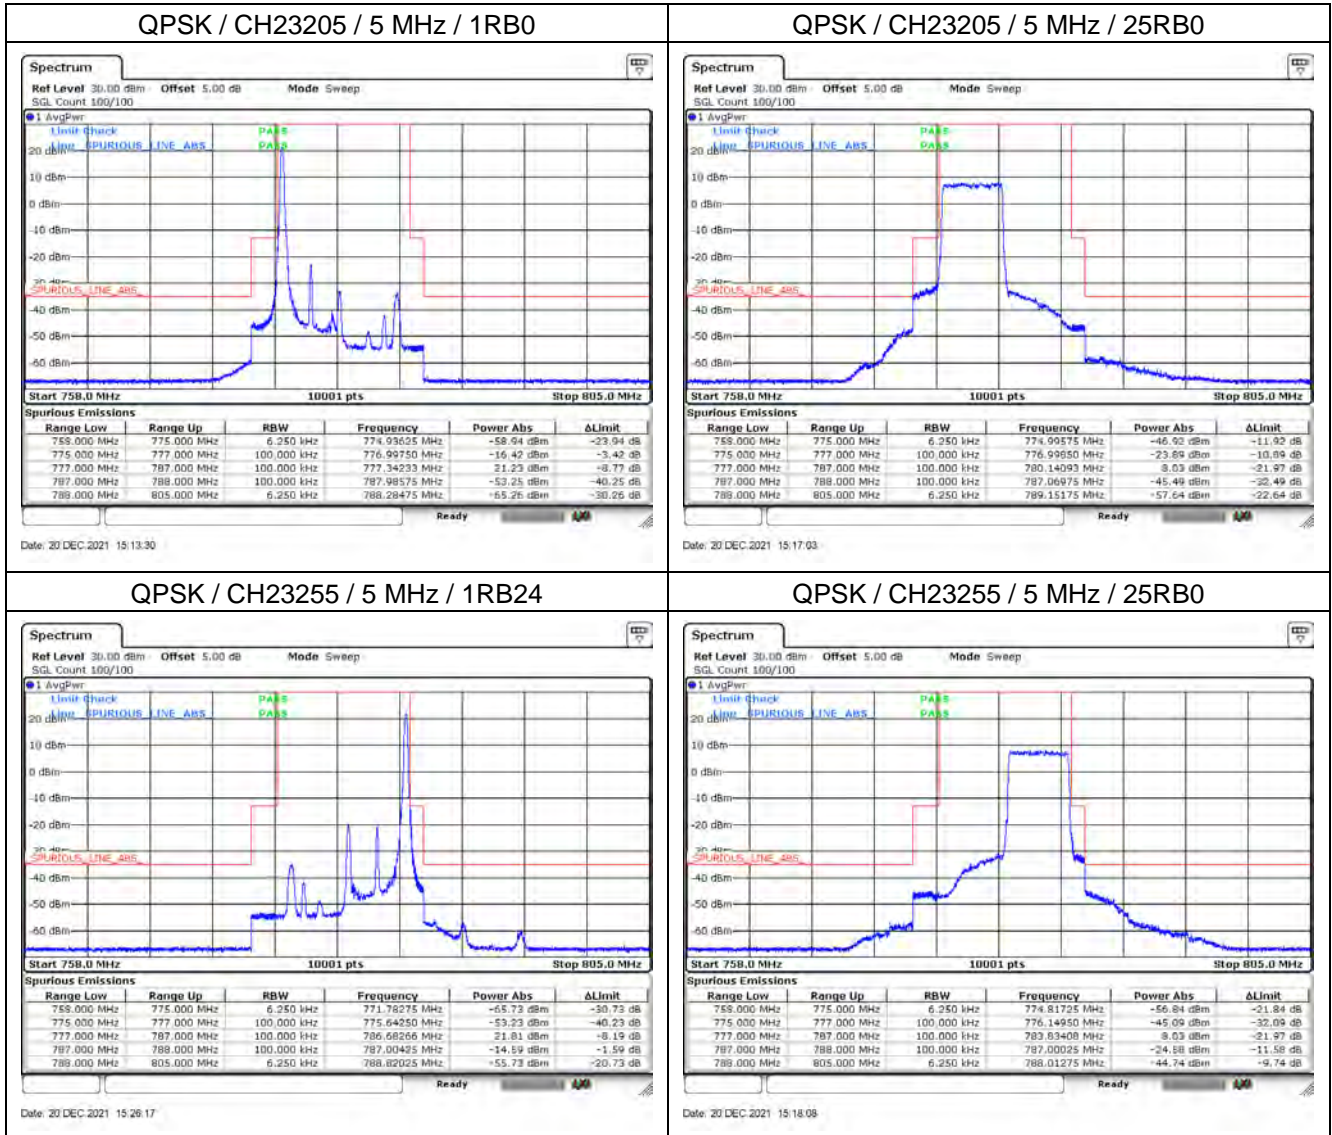 QPSK / CH23205 / 5 MHz / 1RB0
Spectrum
Ref Level 30.00 dBm Offset 5.00 dB Mode Sweep
SGL Count 100/100
1 AvgPwr
Limit Check PASS
Line _SPURIOUS_LINE_ABS_ PASS
20 dBm
10 dBm
0 dBm
-10 dBm
-20 dBm
-30 dBm
_SPURIOUS_LINE_ABS_
-40 dBm
-50 dBm
-60 dBm
Start 758.0 MHz 10001 pts Stop 805.0 MHz
Spurious Emissions
Range Low Range Up RBW Frequency Power Abs ΔLimit
758.000 MHz 775.000 MHz 6.250 kHz 774.93625 MHz -58.94 dBm -23.94 dB
775.000 MHz 777.000 MHz 100.000 kHz 776.99750 MHz -16.42 dBm -3.42 dB
777.000 MHz 787.000 MHz 100.000 kHz 777.34233 MHz 21.23 dBm -8.77 dB
787.000 MHz 788.000 MHz 100.000 kHz 787.98575 MHz -53.25 dBm -40.25 dB
788.000 MHz 805.000 MHz 6.250 kHz 788.28475 MHz -65.26 dBm -30.26 dB
Ready
Date: 20 DEC.2021 15:13:30
QPSK / CH23205 / 5 MHz / 25RB0
Spectrum
Ref Level 30.00 dBm Offset 5.00 dB Mode Sweep
SGL Count 100/100
1 AvgPwr
Limit Check PASS
Line _SPURIOUS_LINE_ABS_ PASS
20 dBm
10 dBm
0 dBm
-10 dBm
-20 dBm
-30 dBm
_SPURIOUS_LINE_ABS_
-40 dBm
-50 dBm
-60 dBm
Start 758.0 MHz 10001 pts Stop 805.0 MHz
Spurious Emissions
Range Low Range Up RBW Frequency Power Abs ΔLimit
758.000 MHz 775.000 MHz 6.250 kHz 774.99575 MHz -46.92 dBm -11.92 dB
775.000 MHz 777.000 MHz 100.000 kHz 776.99850 MHz -23.89 dBm -10.89 dB
777.000 MHz 787.000 MHz 100.000 kHz 780.14093 MHz 8.03 dBm -21.97 dB
787.000 MHz 788.000 MHz 100.000 kHz 787.06975 MHz -45.49 dBm -32.49 dB
788.000 MHz 805.000 MHz 6.250 kHz 789.15175 MHz -57.64 dBm -22.64 dB
Ready
Date: 20 DEC.2021 15:17:03
QPSK / CH23255 / 5 MHz / 1RB24
Spectrum
Ref Level 30.00 dBm Offset 5.00 dB Mode Sweep
SGL Count 100/100
1 AvgPwr
Limit Check PASS
Line _SPURIOUS_LINE_ABS_ PASS
20 dBm
10 dBm
0 dBm
-10 dBm
-20 dBm
-30 dBm
_SPURIOUS_LINE_ABS_
-40 dBm
-50 dBm
-60 dBm
Start 758.0 MHz 10001 pts Stop 805.0 MHz
Spurious Emissions
Range Low Range Up RBW Frequency Power Abs ΔLimit
758.000 MHz 775.000 MHz 6.250 kHz 771.78275 MHz -65.73 dBm -30.73 dB
775.000 MHz 777.000 MHz 100.000 kHz 775.64250 MHz -53.23 dBm -40.23 dB
777.000 MHz 787.000 MHz 100.000 kHz 786.68266 MHz 21.81 dBm -8.19 dB
787.000 MHz 788.000 MHz 100.000 kHz 787.00425 MHz -14.59 dBm -1.59 dB
788.000 MHz 805.000 MHz 6.250 kHz 788.82025 MHz -55.73 dBm -20.73 dB
Ready
Date: 20 DEC.2021 15:26:17
QPSK / CH23255 / 5 MHz / 25RB0
Spectrum
Ref Level 30.00 dBm Offset 5.00 dB Mode Sweep
SGL Count 100/100
1 AvgPwr
Limit Check PASS
Line _SPURIOUS_LINE_ABS_ PASS
20 dBm
10 dBm
0 dBm
-10 dBm
-20 dBm
-30 dBm
_SPURIOUS_LINE_ABS_
-40 dBm
-50 dBm
-60 dBm
Start 758.0 MHz 10001 pts Stop 805.0 MHz
Spurious Emissions
Range Low Range Up RBW Frequency Power Abs ΔLimit
758.000 MHz 775.000 MHz 6.250 kHz 774.81725 MHz -56.84 dBm -21.84 dB
775.000 MHz 777.000 MHz 100.000 kHz 776.14950 MHz -45.09 dBm -32.09 dB
777.000 MHz 787.000 MHz 100.000 kHz 783.83408 MHz 8.03 dBm -21.97 dB
787.000 MHz 788.000 MHz 100.000 kHz 787.00025 MHz -24.58 dBm -11.58 dB
788.000 MHz 805.000 MHz 6.250 kHz 788.01275 MHz -44.74 dBm -9.74 dB
Ready
Date: 20 DEC.2021 15:18:08